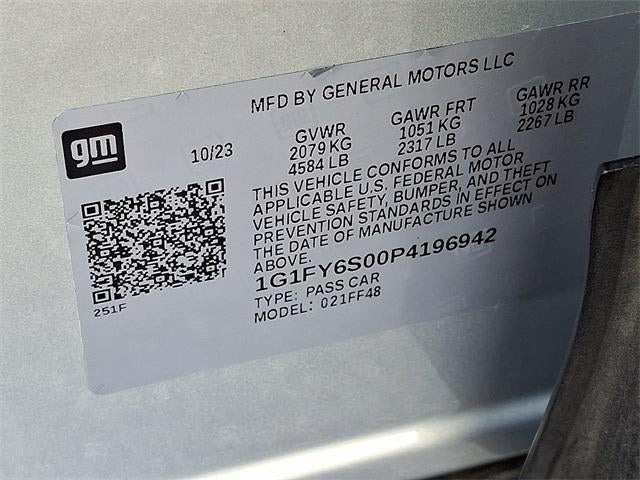 MFD BY GENERAL MOTORS LLC
gm
10/23
GVWR
2079 KG
4584 LB
GAWR FRT
1051 KG
2317 LB
GAWR RR
1028 KG
2267 LB
THIS VEHICLE CONFORMS TO ALL
APPLICABLE U.S. FEDERAL MOTOR
VEHICLE SAFETY, BUMPER, AND THEFT
PREVENTION STANDARDS IN EFFECT ON
THE DATE OF MANUFACTURE SHOWN
ABOVE.
1G1FY6S00P4196942
TYPE: PASS CAR
MODEL: 021FF48
251F